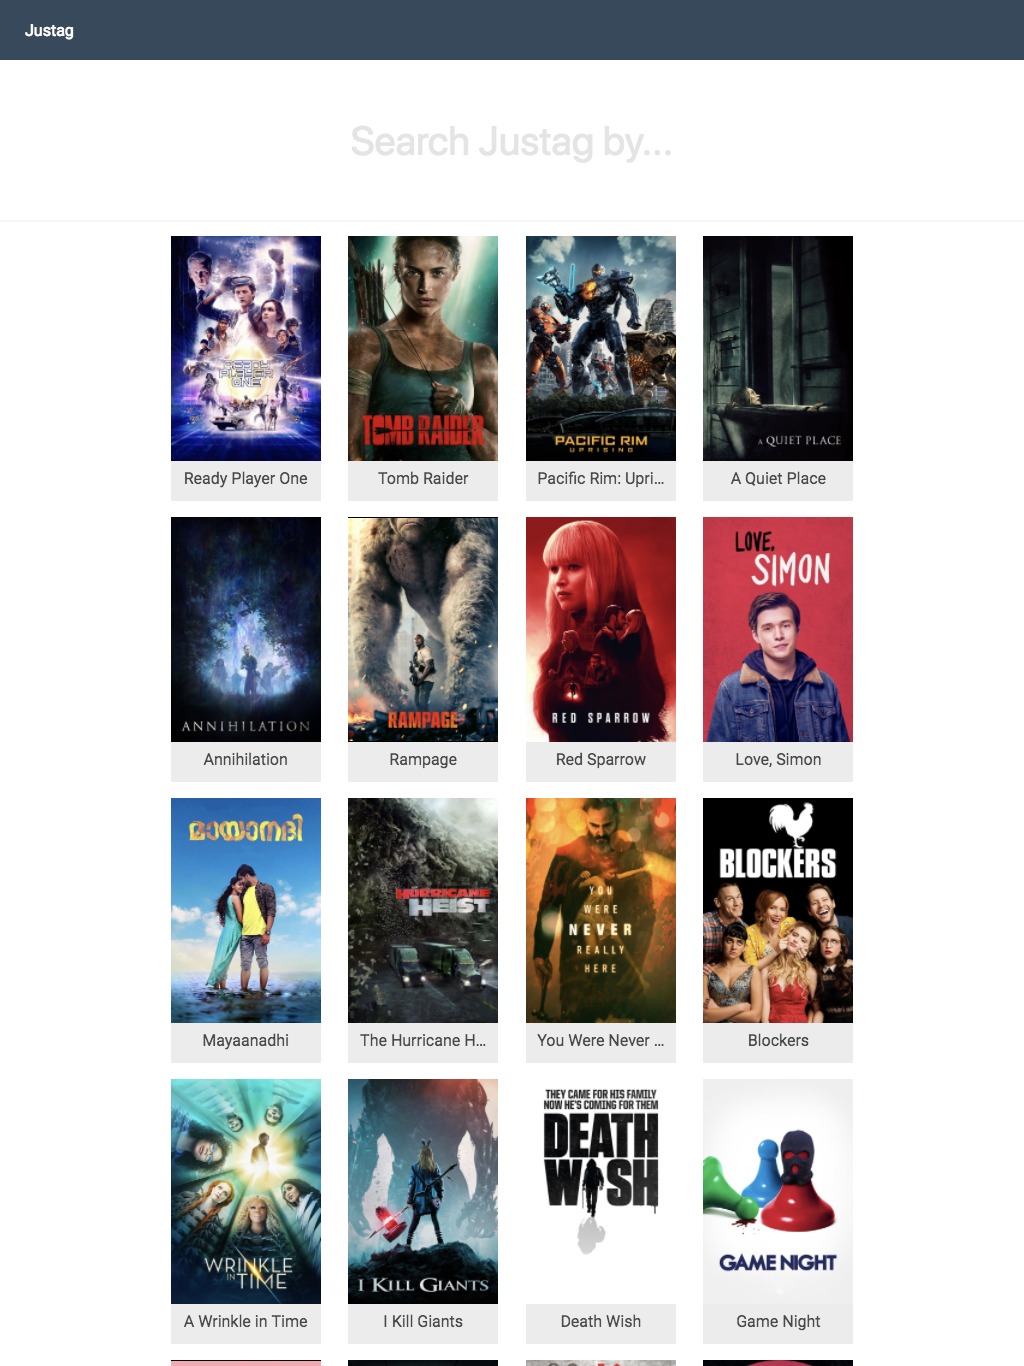 Justag
Search Justag by...
READY
PLAYER
ONE
TOMB RAIDER
PACIFIC RIM
UPRISING
A QUIET PLACE
Ready Player One
Tomb Raider
Pacific Rim: Upri...
A Quiet Place
ANNIHILATION
RAMPAGE
RED SPARROW
LOVE,
SIMON
Annihilation
Rampage
Red Sparrow
Love, Simon
മായാനദി
HURRICANE
HEIST
YOU
WERE
NEVER
REALLY
HERE
BLOCKERS
Mayaanadhi
The Hurricane H...
You Were Never ...
Blockers
WRINKLE
IN TIME
I KILL GIANTS
THEY CAME FOR HIS FAMILY
NOW HE'S COMING FOR THEM
DEATH
WISH
GAME NIGHT
A Wrinkle in Time
I Kill Giants
Death Wish
Game Night